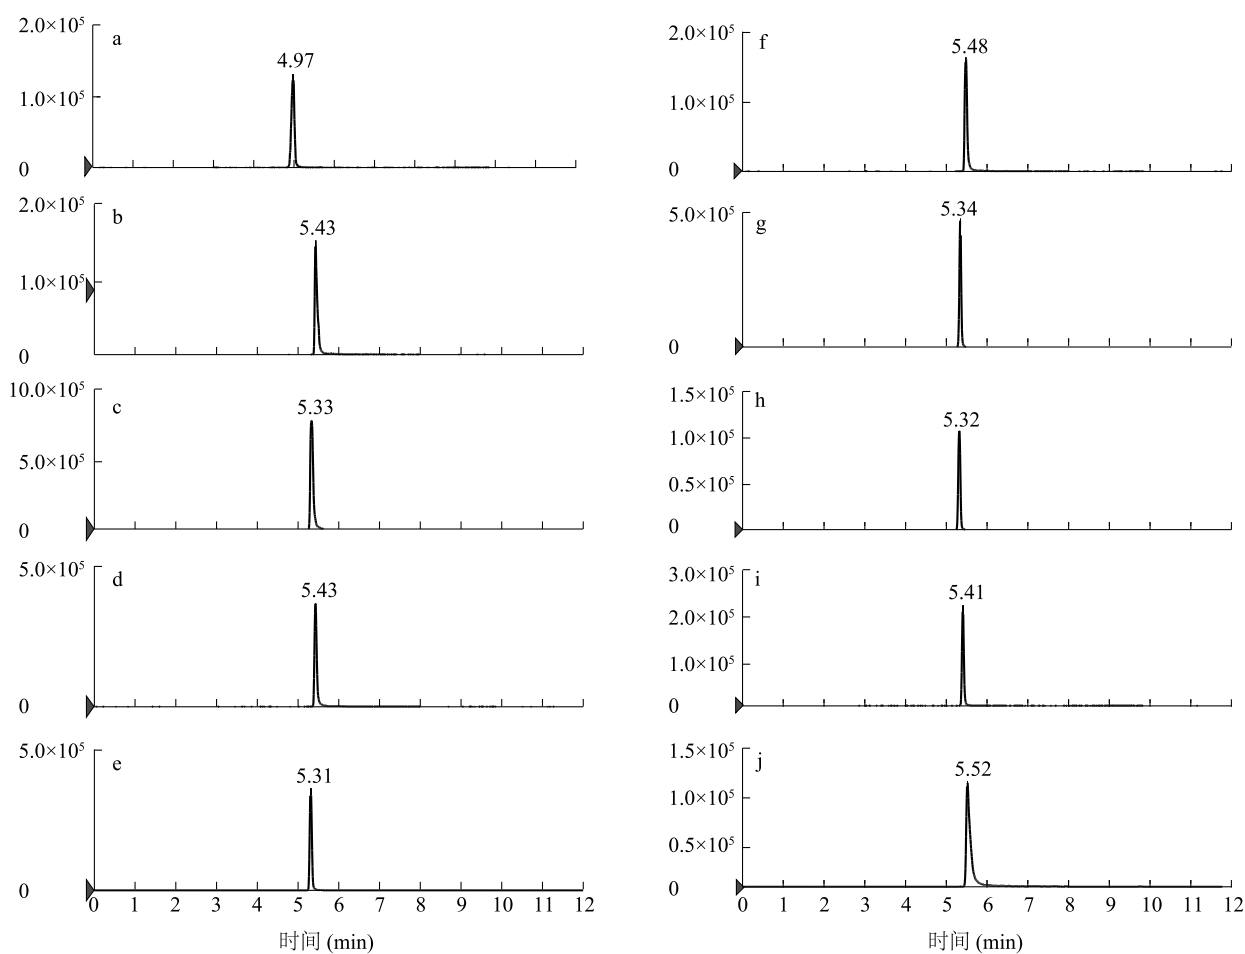 2.0×10⁵
a
4.97
1.0×10⁵
0
2.0×10⁵
b
5.43
1.0×10⁵
0
10.0×10⁵
c
5.33
5.0×10⁵
0
5.0×10⁵
d
5.43
0
5.0×10⁵
e
5.31
0
0 1 2 3 4 5 6 7 8 9 10 11 12
时间 (min)
2.0×10⁵
f
5.48
1.0×10⁵
0
5.0×10⁵
g
5.34
0
1.5×10⁵
h
5.32
1.0×10⁵
0.5×10⁵
0
3.0×10⁵
i
5.41
2.0×10⁵
1.0×10⁵
0
1.5×10⁵
j
5.52
1.0×10⁵
0.5×10⁵
0
0 1 2 3 4 5 6 7 8 9 10 11 12
时间 (min)